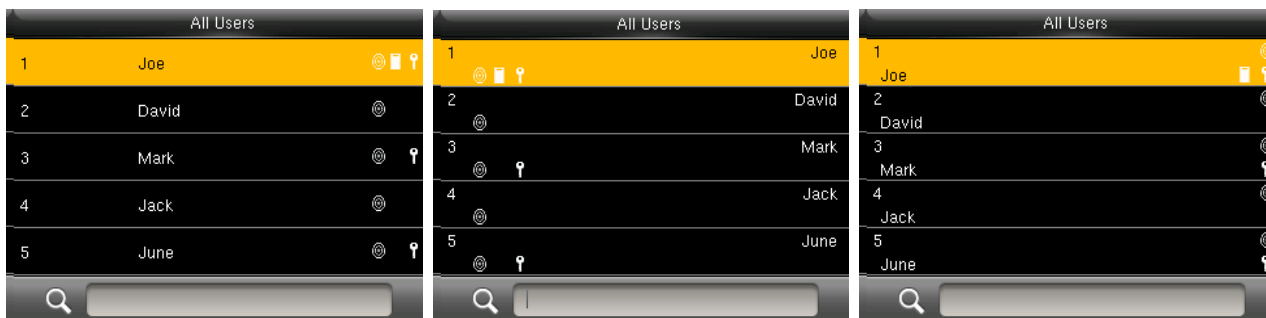 All Users
1 Joe
2 David
3 Mark
4 Jack
5 June
All Users
1 Joe
2 David
3 Mark
4 Jack
5 June
All Users
1
Joe
2
David
3
Mark
4
Jack
5
June